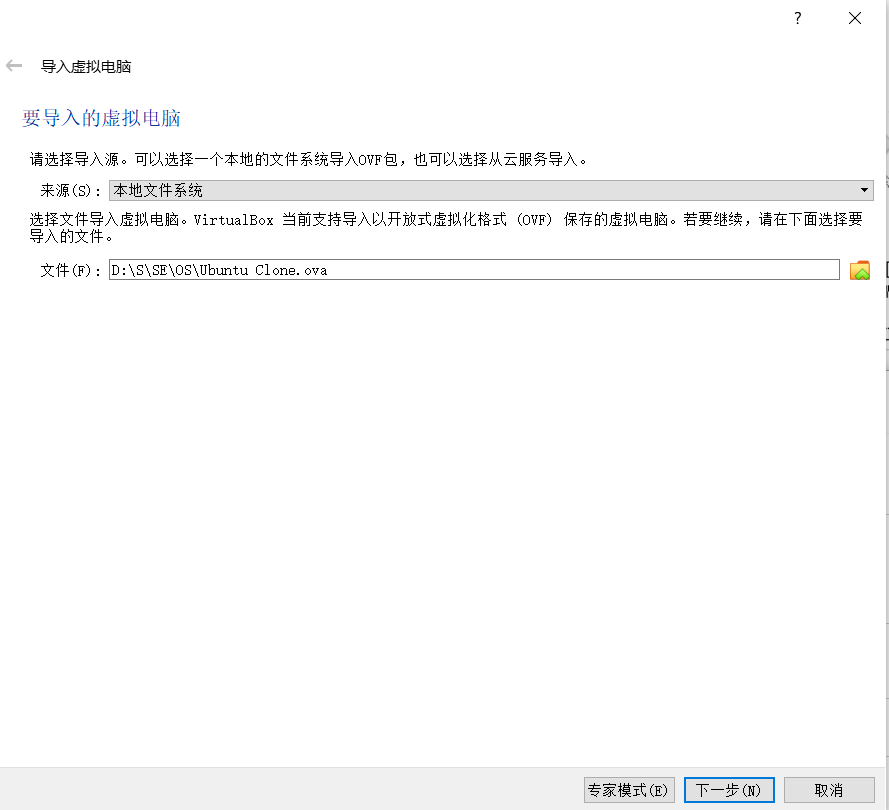 ?
导入虚拟电脑
要导入的虚拟电脑
请选择导入源。可以选择一个本地的文件系统导入OVF包，也可以选择从云服务导入。
来源(S)： 本地文件系统
选择文件导入虚拟电脑。VirtualBox 当前支持导入以开放式虚拟化格式 (OVF) 保存的虚拟电脑。若要继续，请在下面选择要
导入的文件。
文件(F)： D:\S\SE\OS\Ubuntu Clone.ova
专家模式(E) 下一步(N) 取消